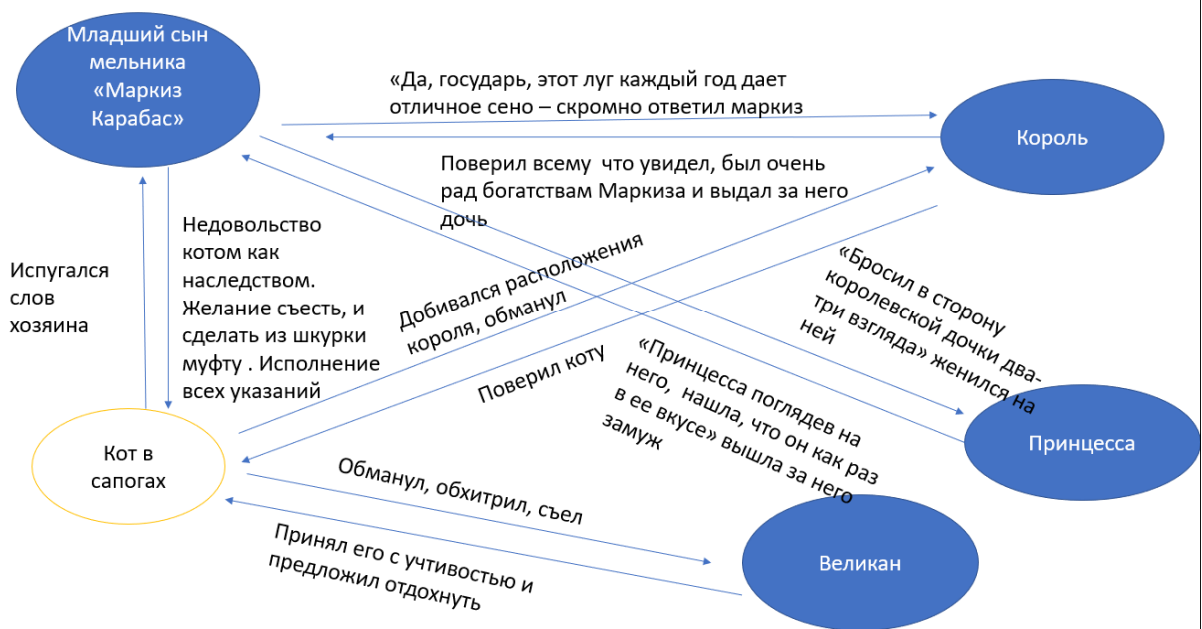 Младший сын
мельника
«Маркиз
Карабас»
«Да, государь, этот луг каждый год дает
отличное сено – скромно ответил маркиз
Король
Поверил всему что увидел, был очень
рад богатствам Маркиза и выдал за него
дочь
Испугался
слов
хозяина
Недовольство
котом как
наследством.
Желание съесть, и
сделать из шкурки
муфту . Исполнение
всех указаний
Добивался расположения
короля, обманул
Поверил коту
«Бросил в сторону
королевской дочки два-
три взгляда» женился на
ней
«Принцесса поглядев на
него, нашла, что он как раз
в ее вкусе» вышла за него
замуж
Принцесса
Кот в
сапогах
Обманул, обхитрил, съел
Принял его с учтивостью и
предложил отдохнуть
Великан